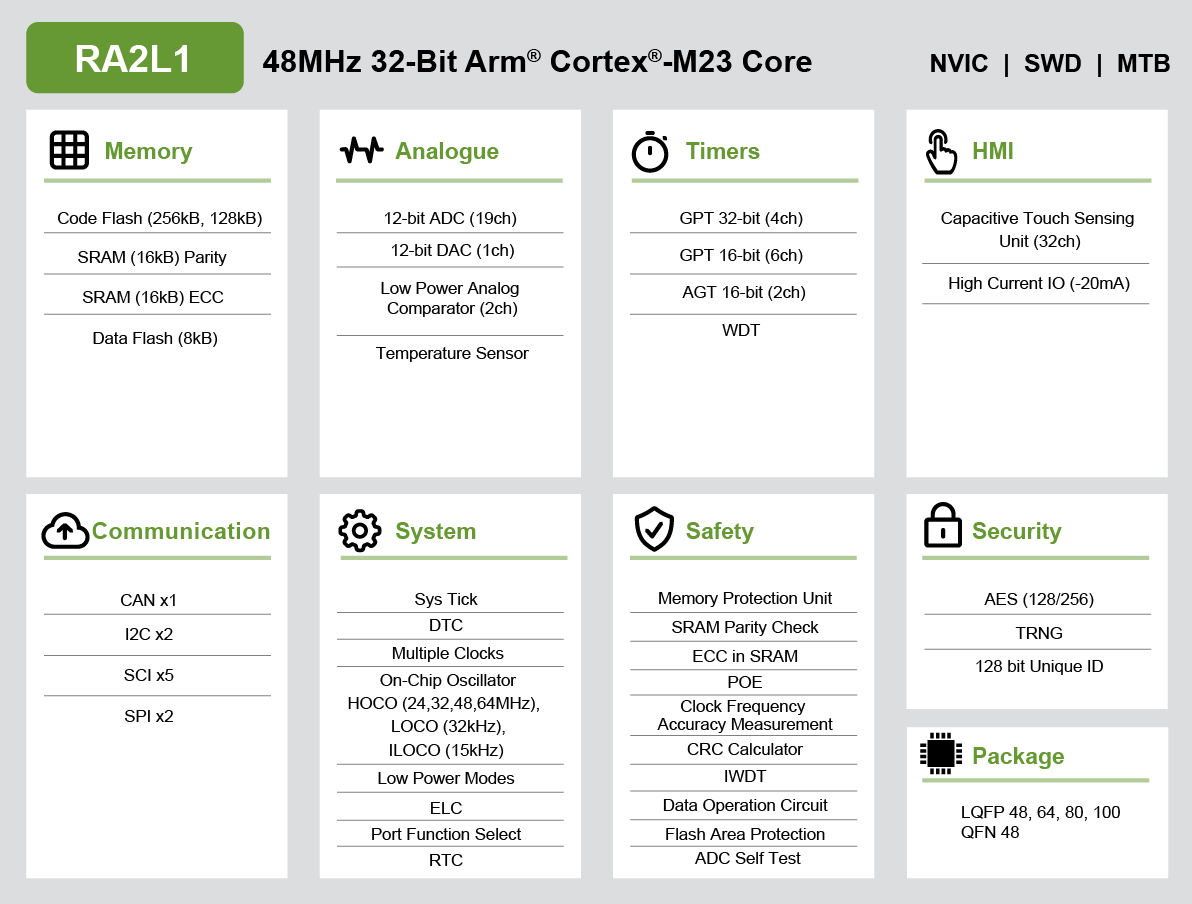 RA2L1
48MHz 32-Bit Arm® Cortex®-M23 Core
NVIC | SWD | MTB
Memory
Code Flash (256kB, 128kB)
SRAM (16kB) Parity
SRAM (16kB) ECC
Data Flash (8kB)
Analogue
12-bit ADC (19ch)
12-bit DAC (1ch)
Low Power Analog
Comparator (2ch)
Temperature Sensor
Timers
GPT 32-bit (4ch)
GPT 16-bit (6ch)
AGT 16-bit (2ch)
WDT
HMI
Capacitive Touch Sensing
Unit (32ch)
High Current IO (-20mA)
Communication
CAN x1
I2C x2
SCI x5
SPI x2
System
Sys Tick
DTC
Multiple Clocks
On-Chip Oscillator
HOCO (24,32,48,64MHz),
LOCO (32kHz),
ILOCO (15kHz)
Low Power Modes
ELC
Port Function Select
RTC
Safety
Memory Protection Unit
SRAM Parity Check
ECC in SRAM
POE
Clock Frequency
Accuracy Measurement
CRC Calculator
IWDT
Data Operation Circuit
Flash Area Protection
ADC Self Test
Security
AES (128/256)
TRNG
128 bit Unique ID
Package
LQFP 48, 64, 80, 100
QFN 48